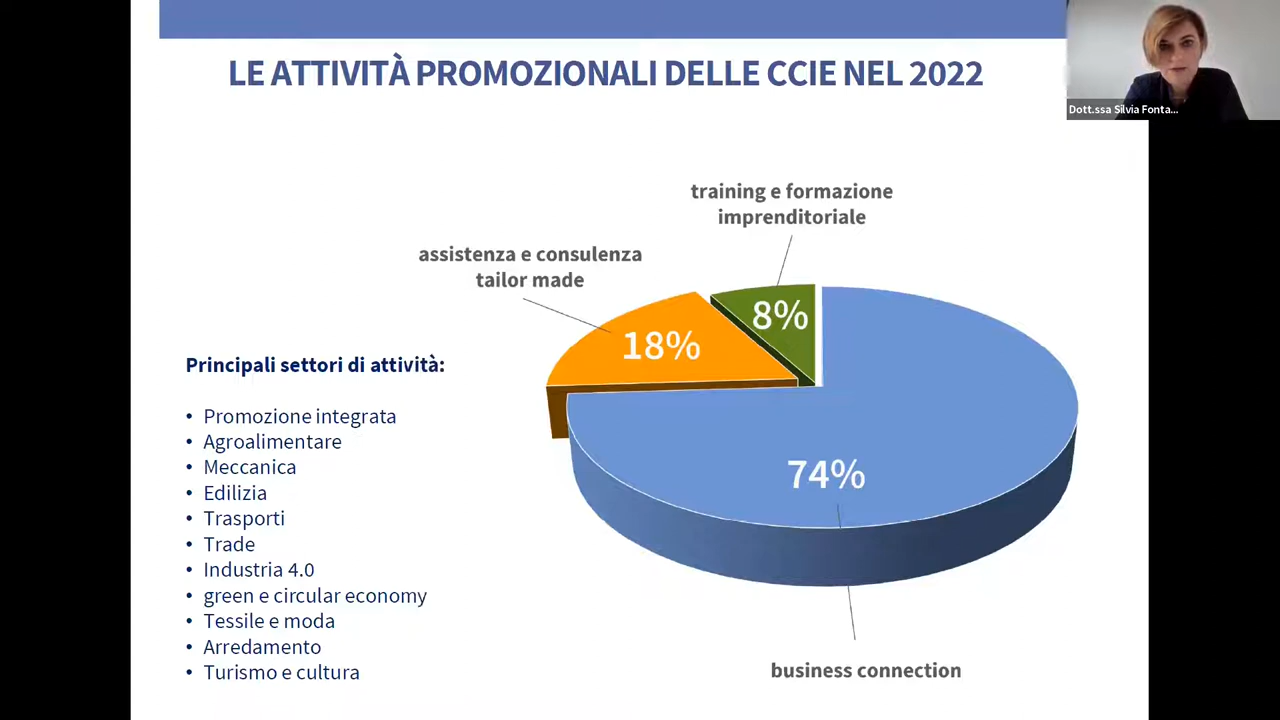 LE ATTIVITÀ PROMOZIONALI DELLE CCIE NEL 2022
Dott.ssa Silvia Fonta...
training e formazione
imprenditoriale
assistenza e consulenza
tailor made
8%
18%
74%
business connection
Principali settori di attività:
• Promozione integrata
• Agroalimentare
• Meccanica
• Edilizia
• Trasporti
• Trade
• Industria 4.0
• green e circular economy
• Tessile e moda
• Arredamento
• Turismo e cultura